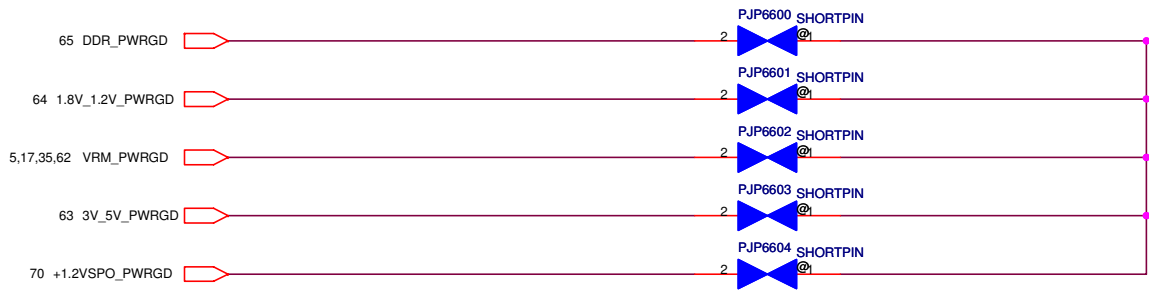 PJP6600 SHORTPIN
65 DDR_PWRGD 2 @1
PJP6601 SHORTPIN
64 1.8V_1.2V_PWRGD 2 @1
PJP6602 SHORTPIN
5,17,35,62 VRM_PWRGD 2 @1
PJP6603 SHORTPIN
63 3V_5V_PWRGD 2 @1
PJP6604 SHORTPIN
70 +1.2VSPO_PWRGD 2 @1